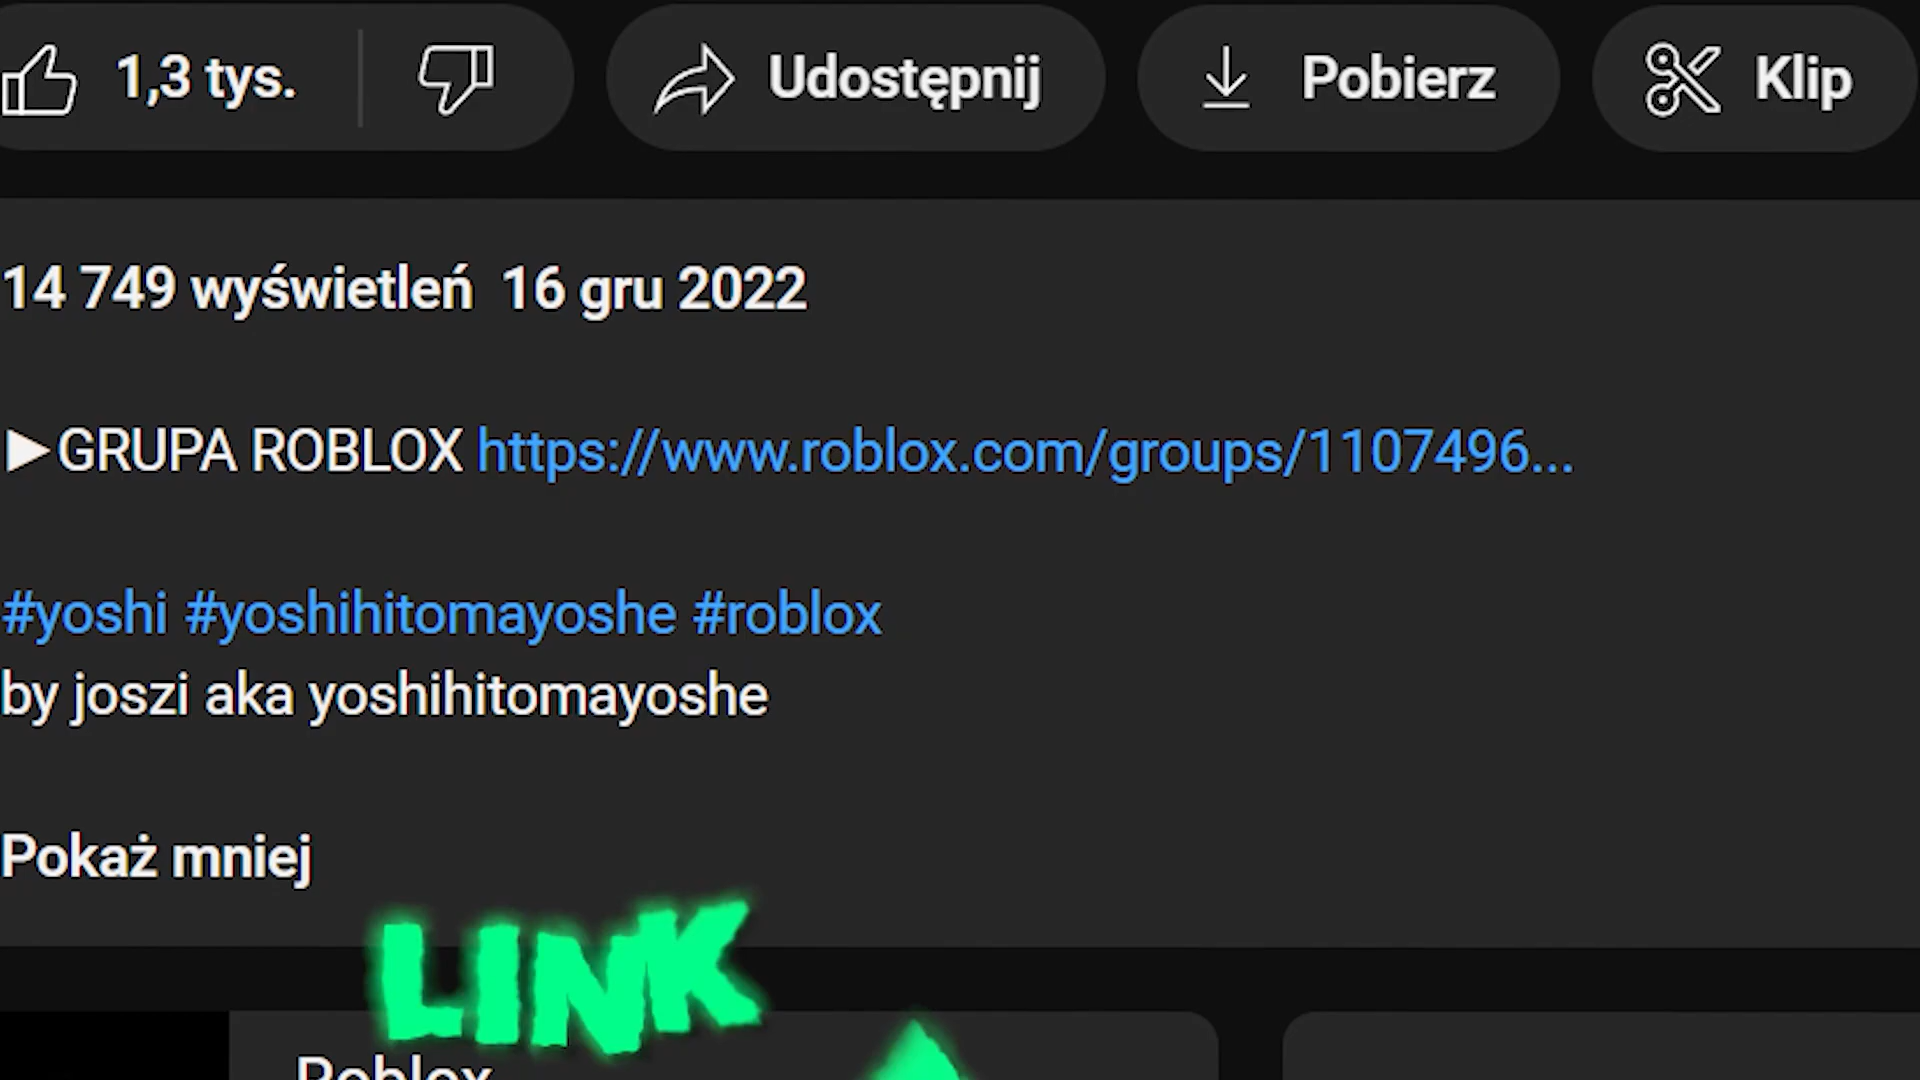 1,3 tys. Udostępnij Pobierz Klip
14 749 wyświetleń 16 gru 2022
▶GRUPA ROBLOX https://www.roblox.com/groups/1107496...
#yoshi #yoshihitomayoshe #roblox
by joszi aka yoshihitomayoshe
Pokaż mniej
LINK
Roblox